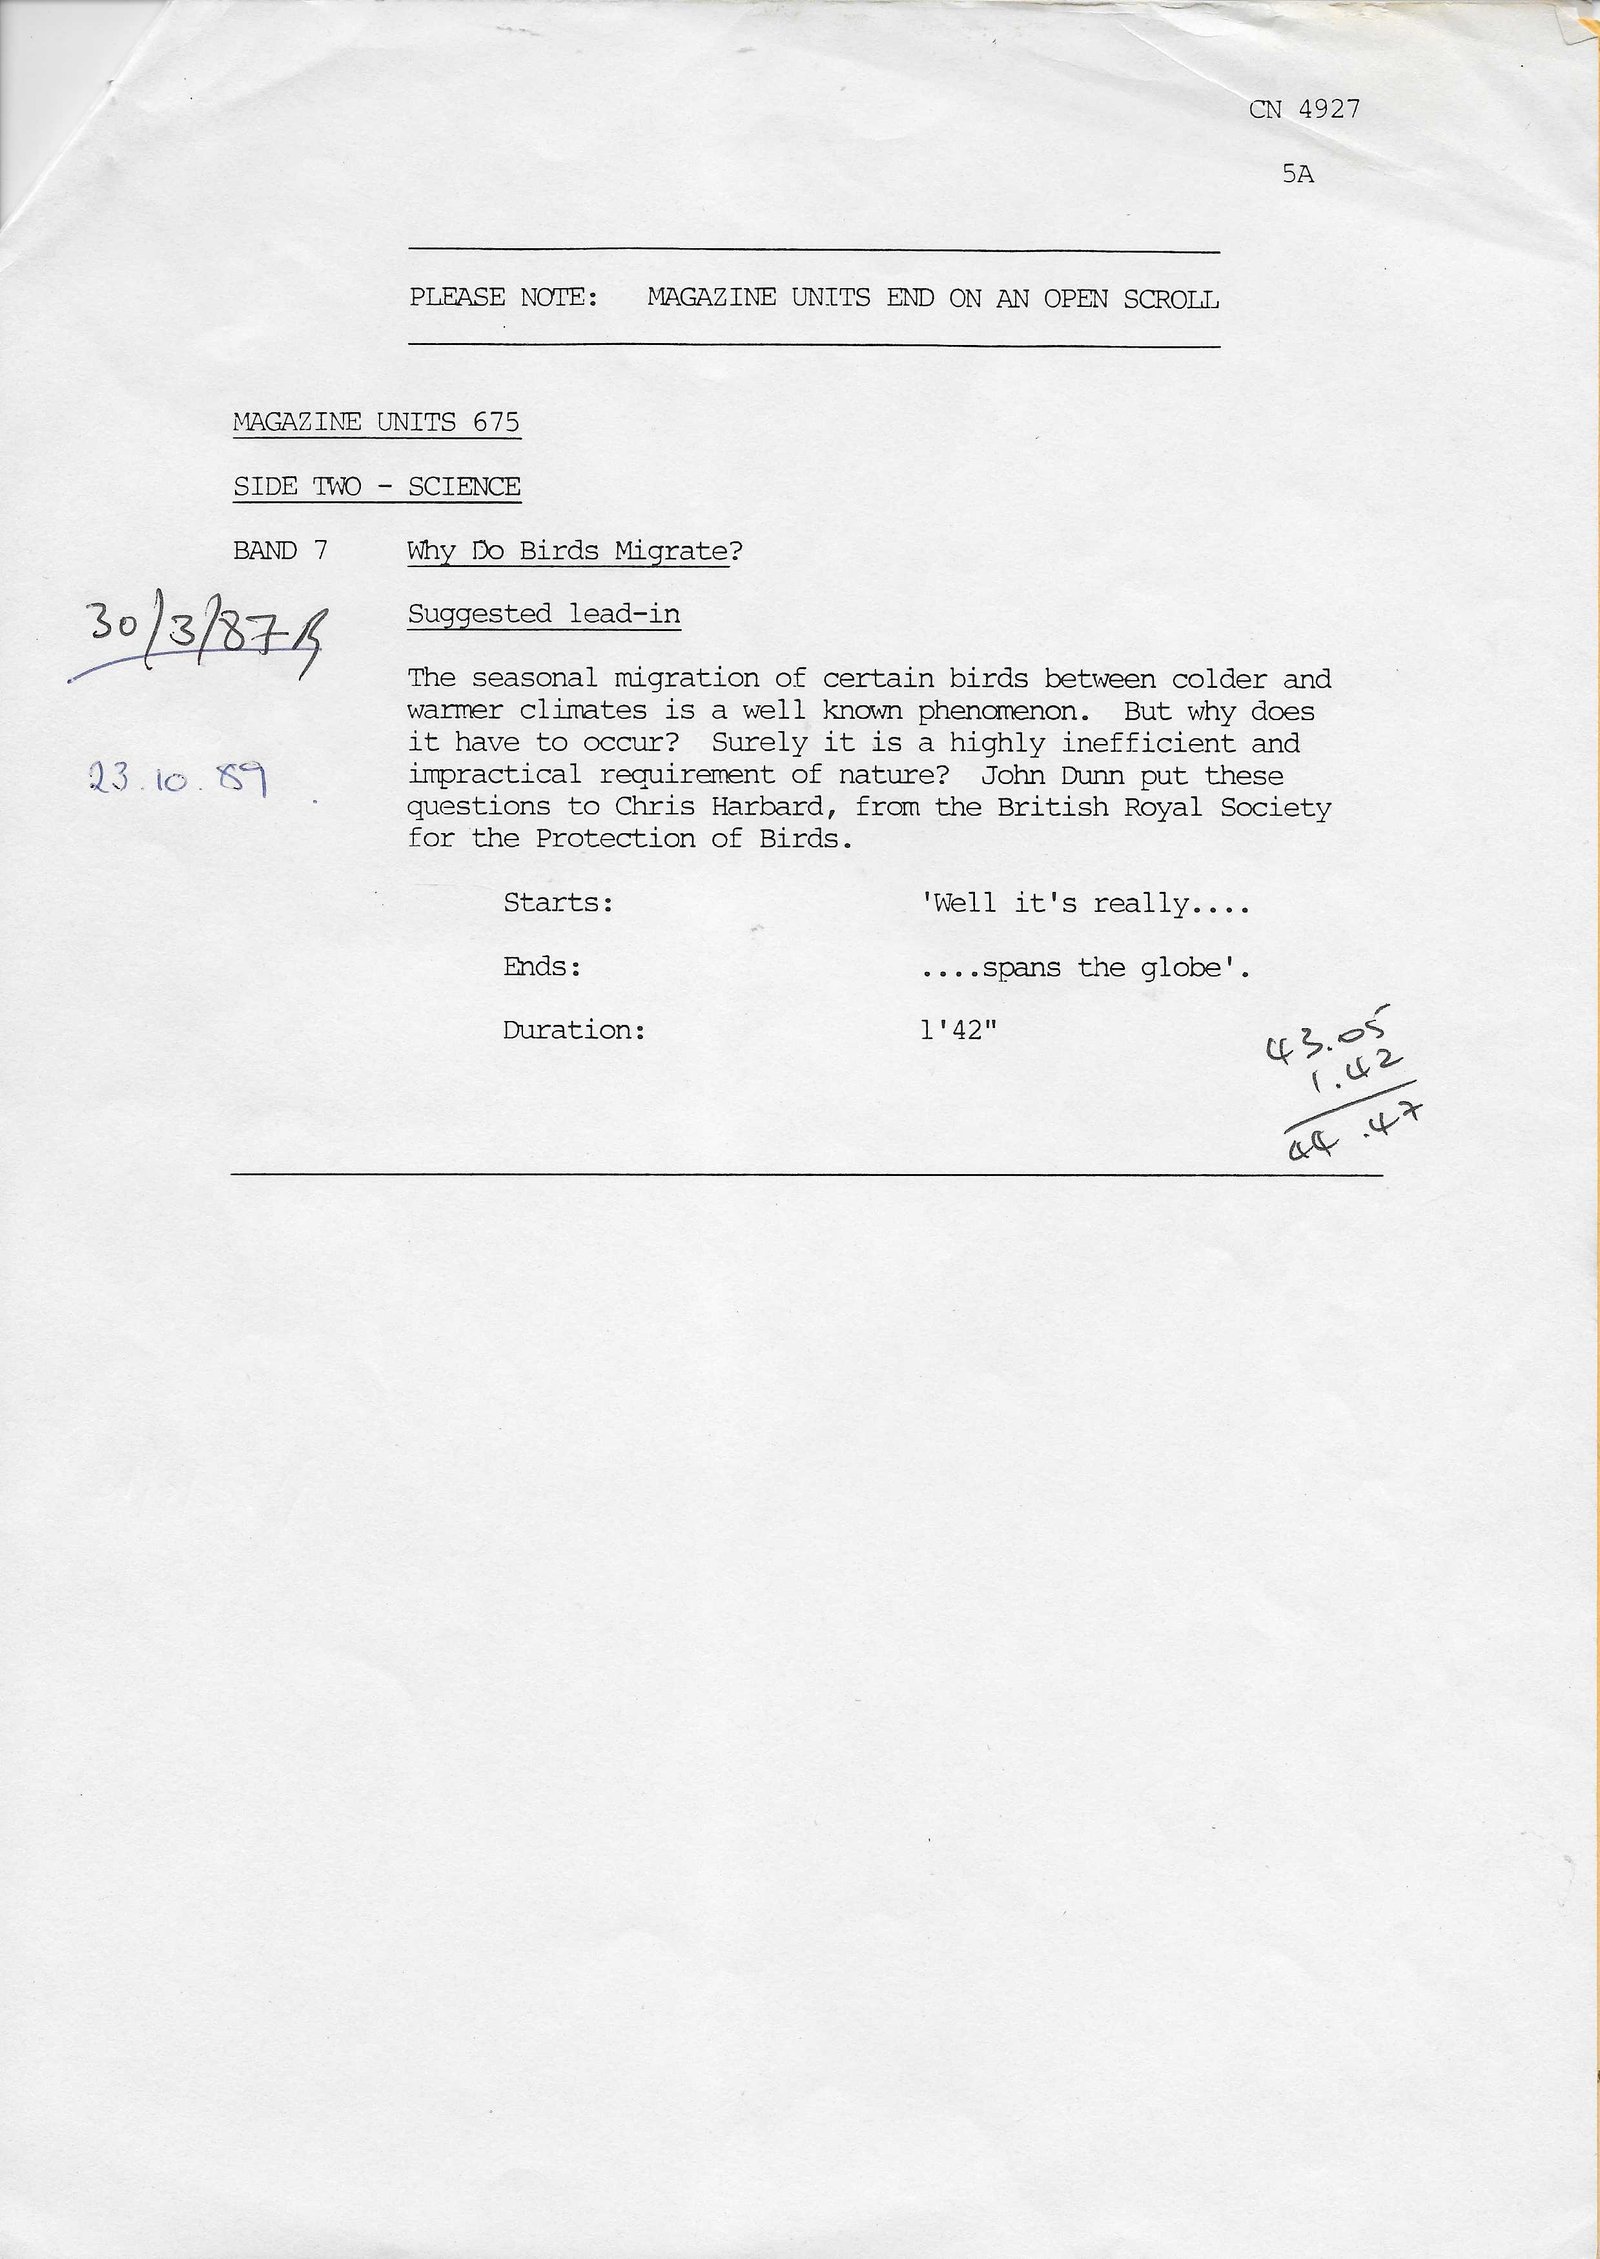 CN 4927
5A
PLEASE NOTE: MAGAZINE UNITS END ON AN OPEN SCROLL
MAGAZINE UNITS 675
SIDE TWO - SCIENCE
BAND 7 Why Do Birds Migrate?
30/3/87
Suggested lead-in
The seasonal migration of certain birds between colder and
warmer climates is a well known phenomenon. But why does
it have to occur? Surely it is a highly inefficient and
23.10.89
impractical requirement of nature? John Dunn put these
questions to Chris Harbard, from the British Royal Society
for the Protection of Birds.
Starts: 'Well it's really....
Ends: ....spans the globe'.
Duration: 1'42"
43.05
1.42
44.47